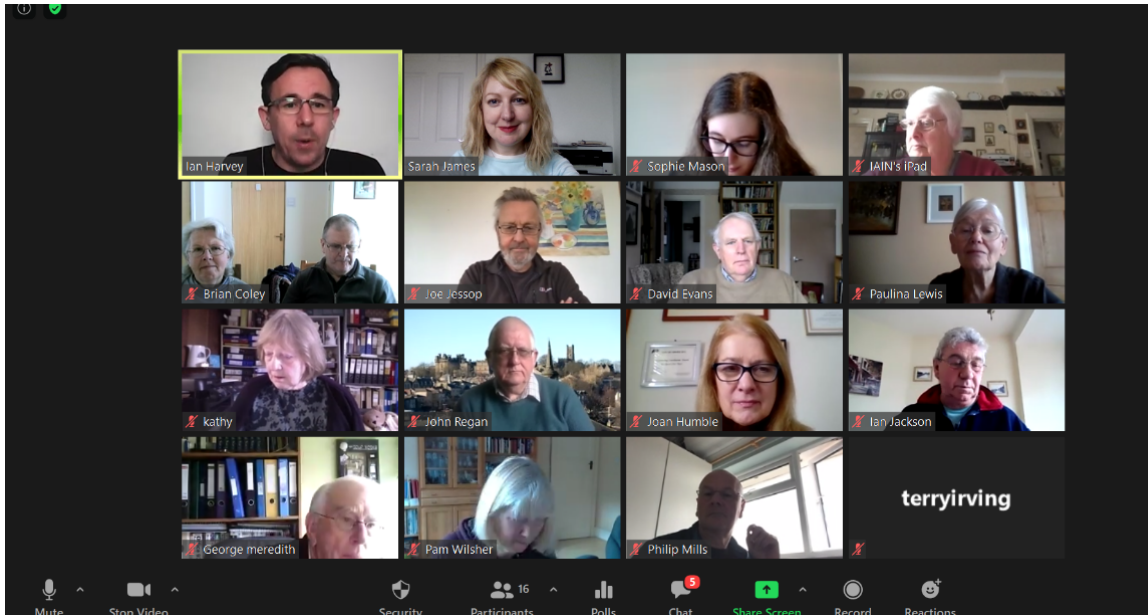 Ian Harvey
Sarah James
Sophie Mason
IAIN's iPad
Brian Coley
Joe Jessop
David Evans
Paulina Lewis
kathy
John Regan
Joan Humble
Ian Jackson
George meredith
Pam Wilsher
Philip Mills
terryirving
Mute
Stop Video
Security
Participants
16
Polls
Chat
5
Share Screen
Record
Reactions